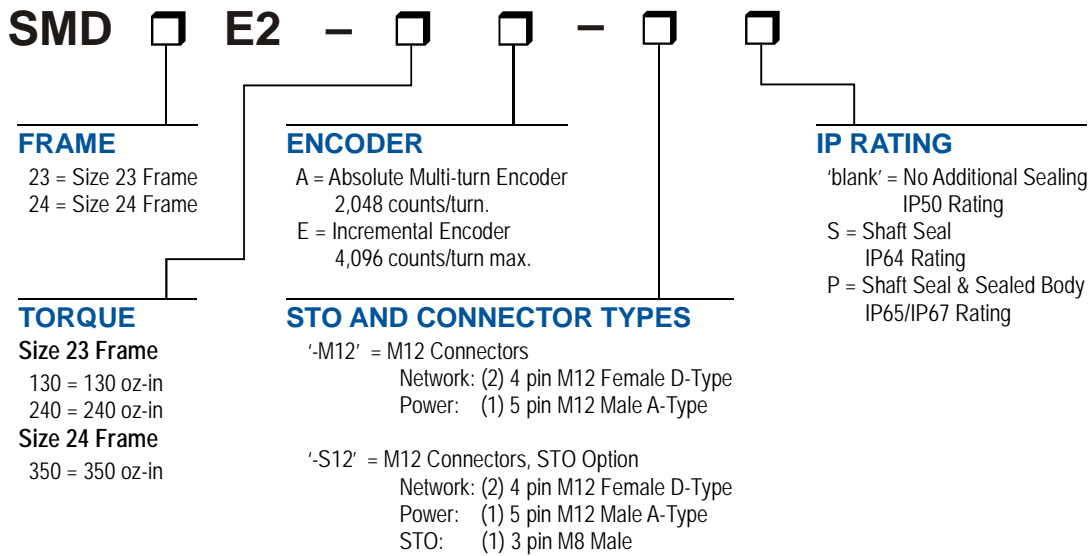 SMD E2 – –
FRAME
23 = Size 23 Frame
24 = Size 24 Frame
TORQUE
Size 23 Frame
130 = 130 oz-in
240 = 240 oz-in
Size 24 Frame
350 = 350 oz-in
ENCODER
A = Absolute Multi-turn Encoder
2,048 counts/turn.
E = Incremental Encoder
4,096 counts/turn max.
STO AND CONNECTOR TYPES
‘-M12’ = M12 Connectors
Network: (2) 4 pin M12 Female D-Type
Power: (1) 5 pin M12 Male A-Type
‘-S12’ = M12 Connectors, STO Option
Network: (2) 4 pin M12 Female D-Type
Power: (1) 5 pin M12 Male A-Type
STO: (1) 3 pin M8 Male
IP RATING
‘blank’ = No Additional Sealing
IP50 Rating
S = Shaft Seal
IP64 Rating
P = Shaft Seal & Sealed Body
IP65/IP67 Rating